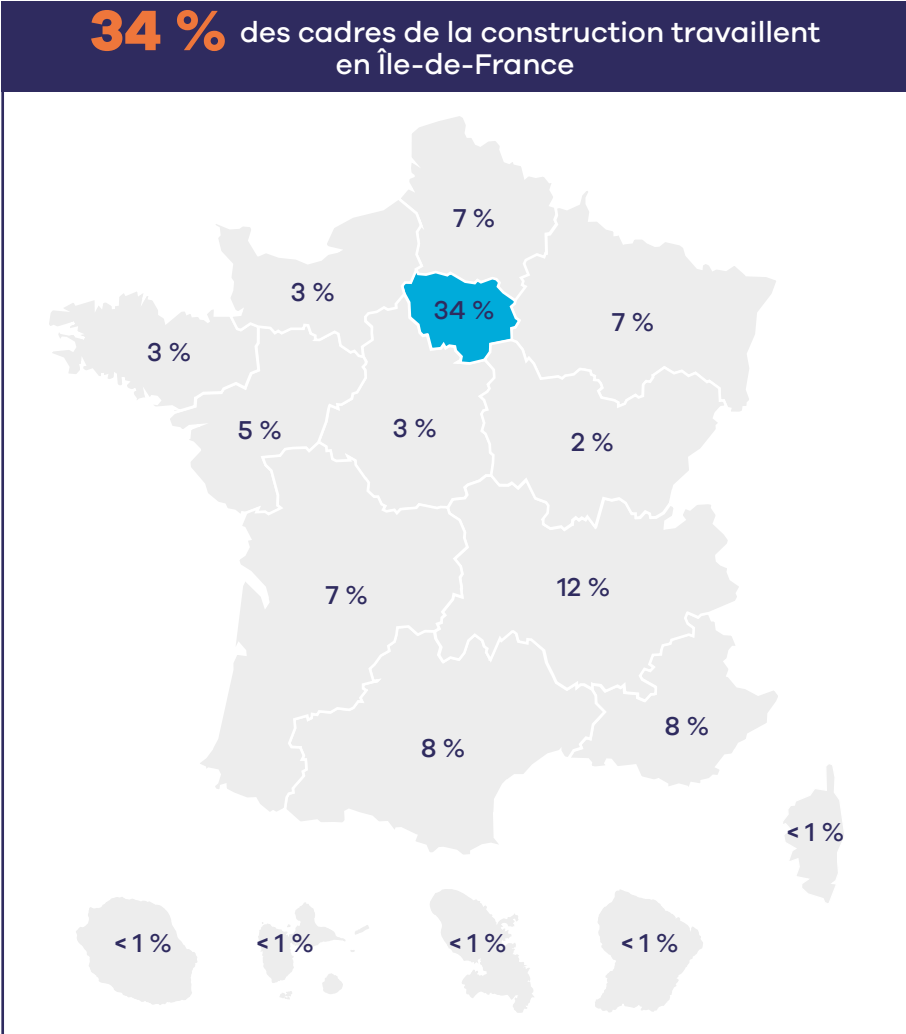 34 % des cadres de la construction travaillent
en Île-de-France
7 %
3 %
34 %
7 %
3 %
5 %
3 %
2 %
7 %
12 %
8 %
8 %
< 1 %
< 1 %
< 1 %
< 1 %
< 1 %